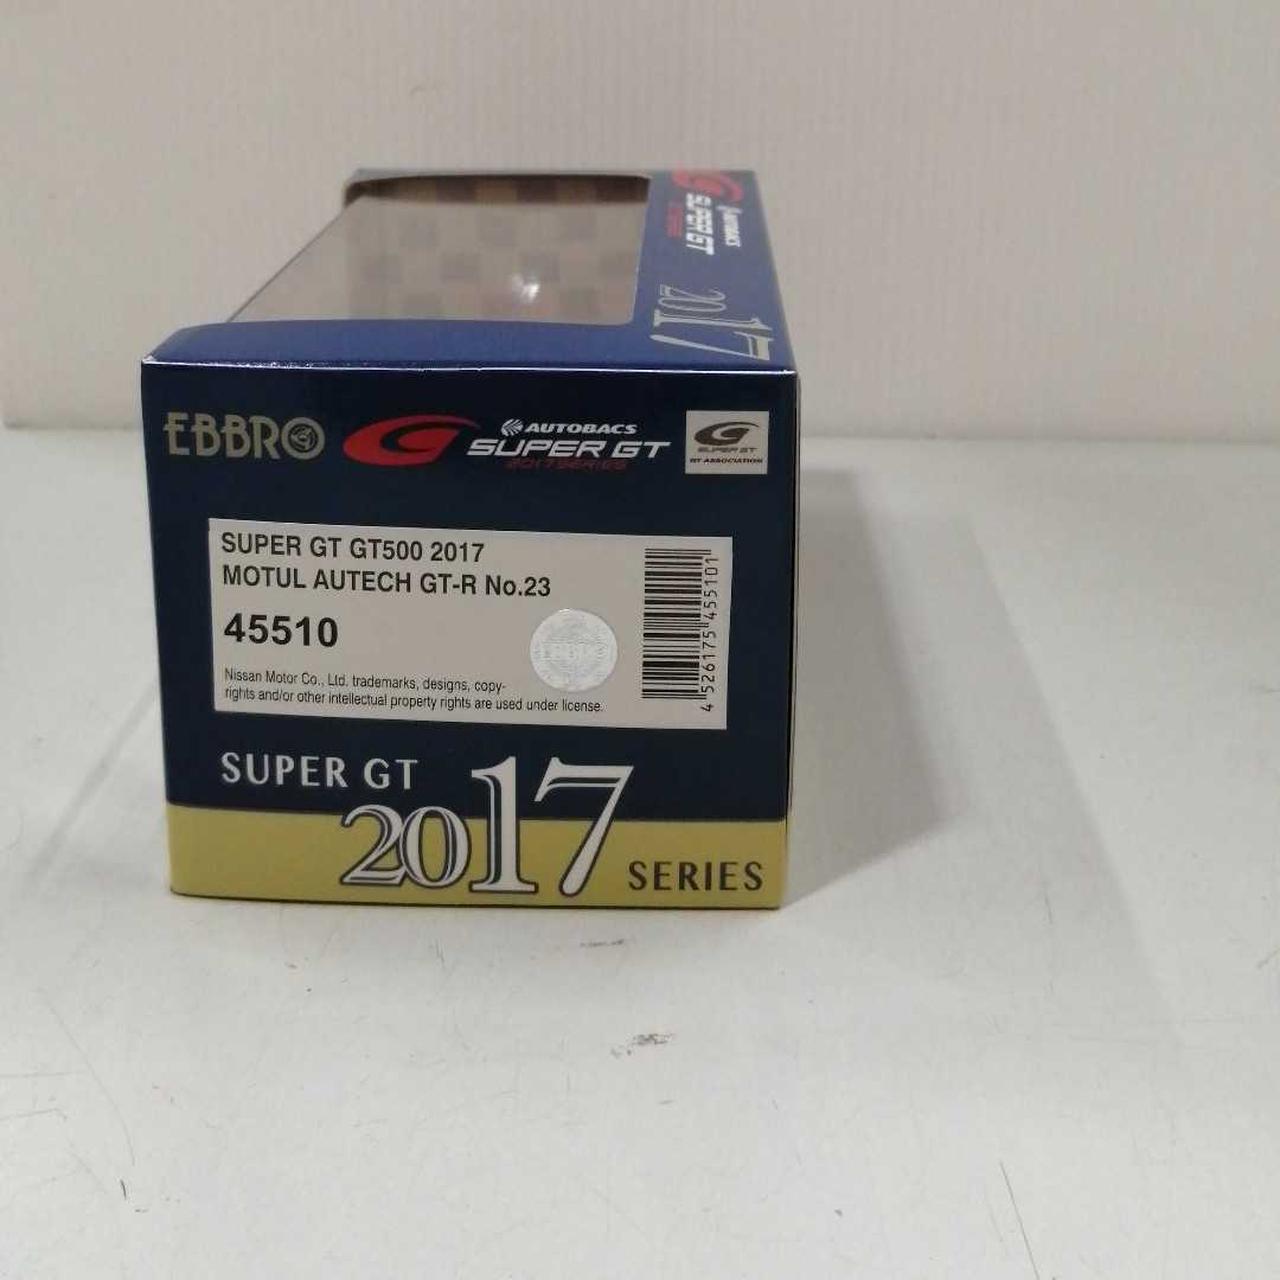 AUTOBACS
SUPER GT
2017
EBBRO
AUTOBACS
SUPER GT
2017 SERIES
SUPER GT
GT ASSOCIATION
SUPER GT GT500 2017
MOTUL AUTECH GT-R No.23
45510
EBBRO
Nissan Motor Co., Ltd. trademarks, designs, copy-
rights and/or other intellectual property rights are used under license.
4 526175 455101
SUPER GT
2017
SERIES